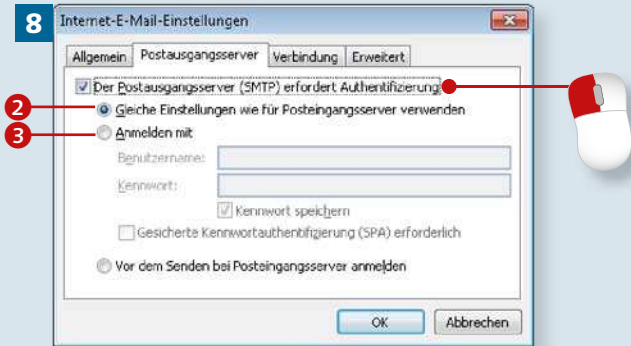 8
Internet-E-Mail-Einstellungen
Allgemein Postausgangsserver Verbindung Erweitert
Der Postausgangsserver (SMTP) erfordert Authentifizierung
2 Gleiche Einstellungen wie für Posteingangsserver verwenden
3 Anmelden mit
Benutzername:
Kennwort:
Kennwort speichern
Gesicherte Kennwortauthentifizierung (SPA) erforderlich
Vor dem Senden bei Posteingangsserver anmelden
OK Abbrechen